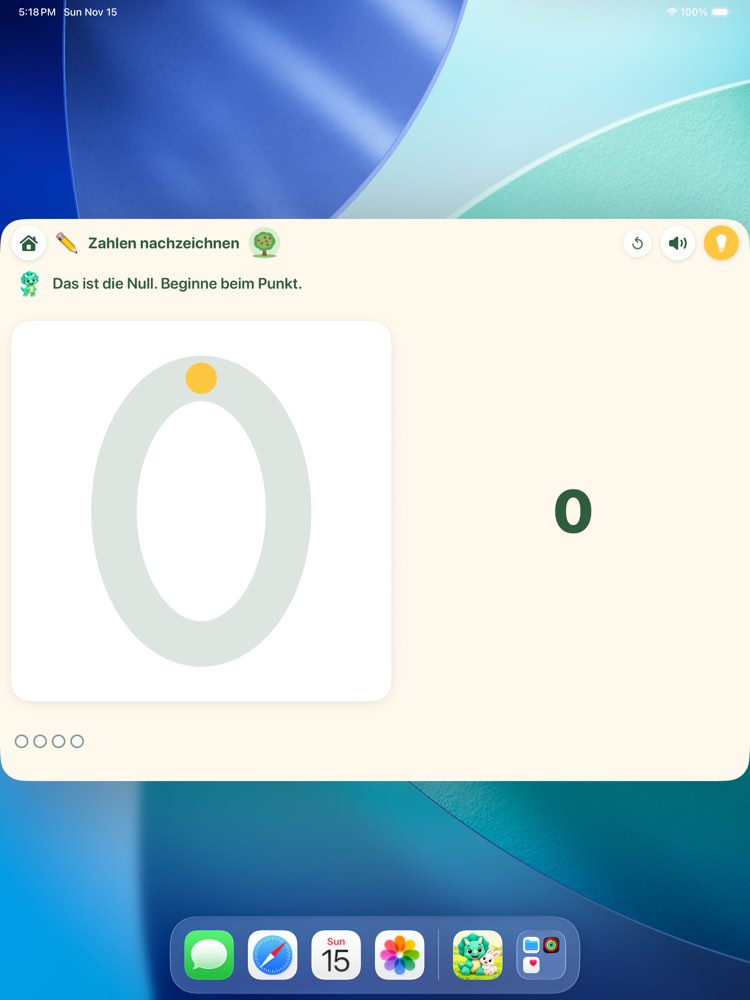 5:18 PM Sun Nov 15
100%
Zahlen nachzeichnen
Das ist die Null. Beginne beim Punkt.
0
0
Sun
15